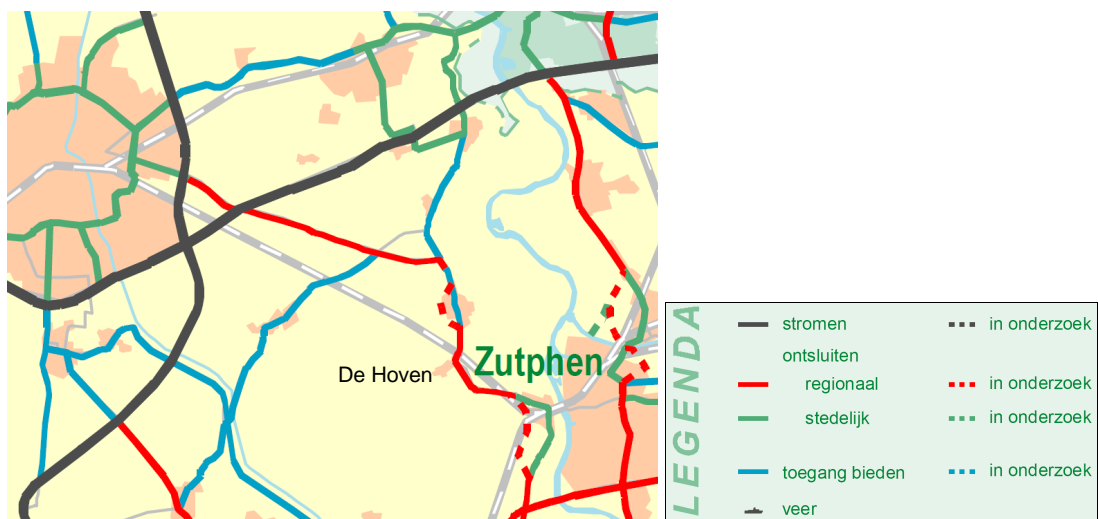 Zutphen
De Hoven
LEGENDA
stromen in onderzoek
ontsluiten
regionaal in onderzoek
stedelijk in onderzoek
toegang bieden in onderzoek
veer